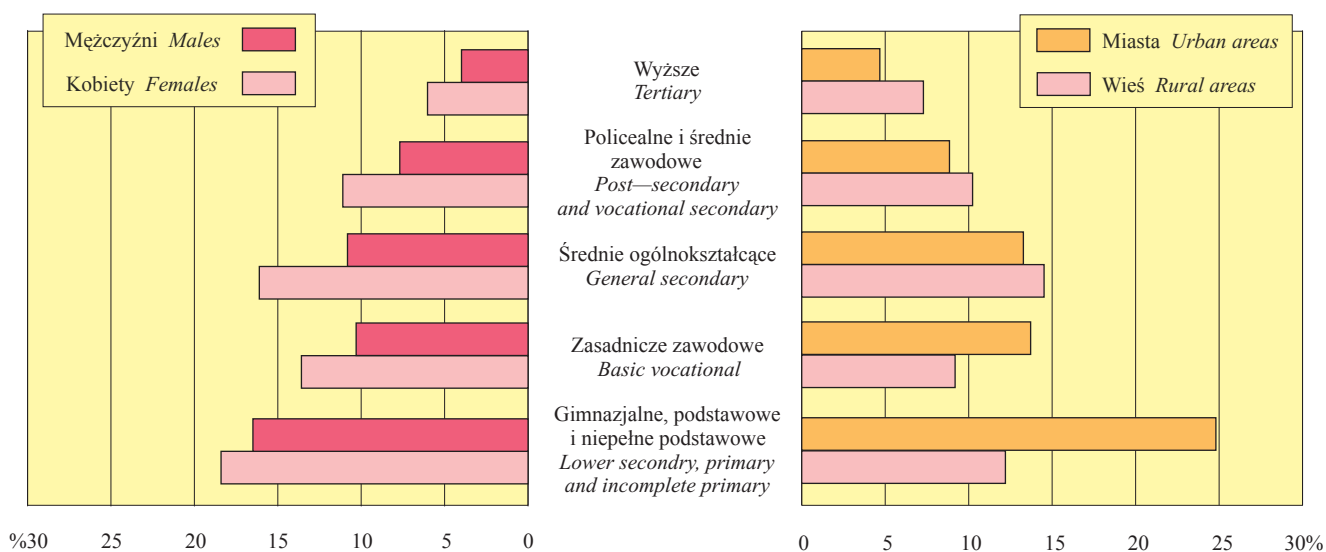 Mężczyźni Males
Kobiety Females
Miasta Urban areas
Wieś Rural areas
Wyższe
Tertiary
Policealne i średnie
zawodowe
Post—secondary
and vocational secondary
Średnie ogólnokształcące
General secondary
Zasadnicze zawodowe
Basic vocational
Gimnazjalne, podstawowe
i niepełne podstawowe
Lower secondry, primary
and incomplete primary
%30 25 20 15 10 5 0
0 5 10 15 20 25 30%